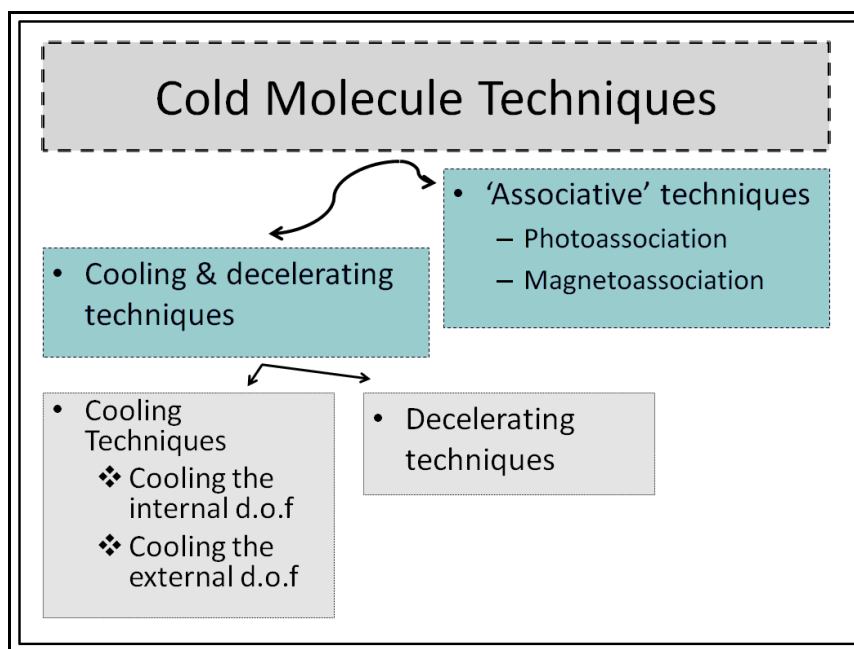 Cold Molecule Techniques
• 'Associative' techniques
– Photoassociation
– Magnetoassociation
• Cooling & decelerating
techniques
• Cooling
Techniques
❖ Cooling the
internal d.o.f
❖ Cooling the
external d.o.f
• Decelerating
techniques